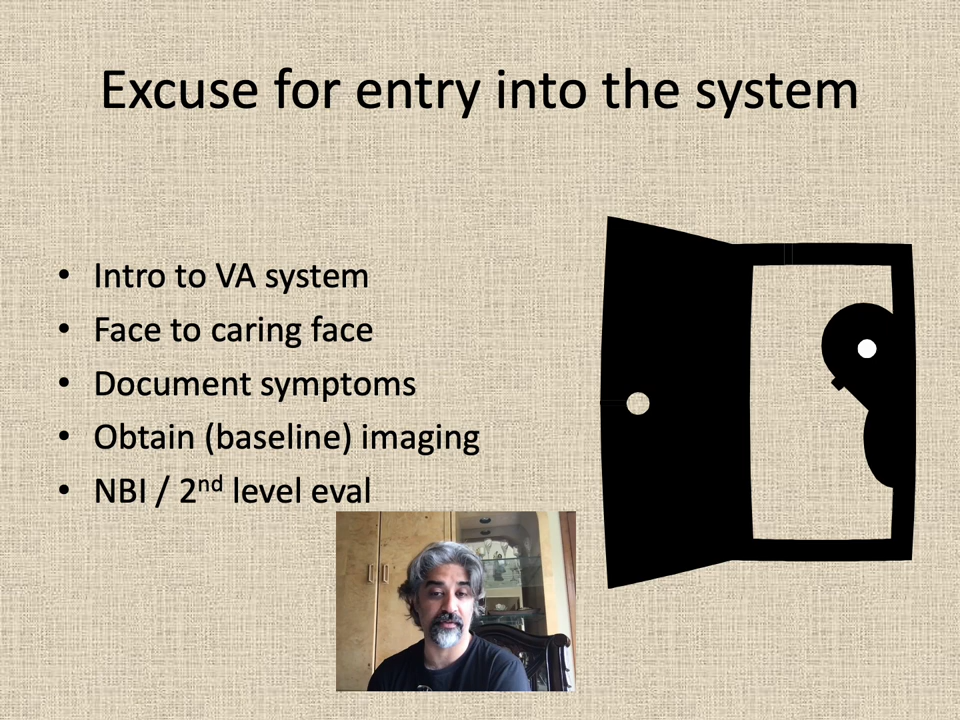 Excuse for entry into the system
• Intro to VA system
• Face to caring face
• Document symptoms
• Obtain (baseline) imaging
• NBI / 2nd level eval